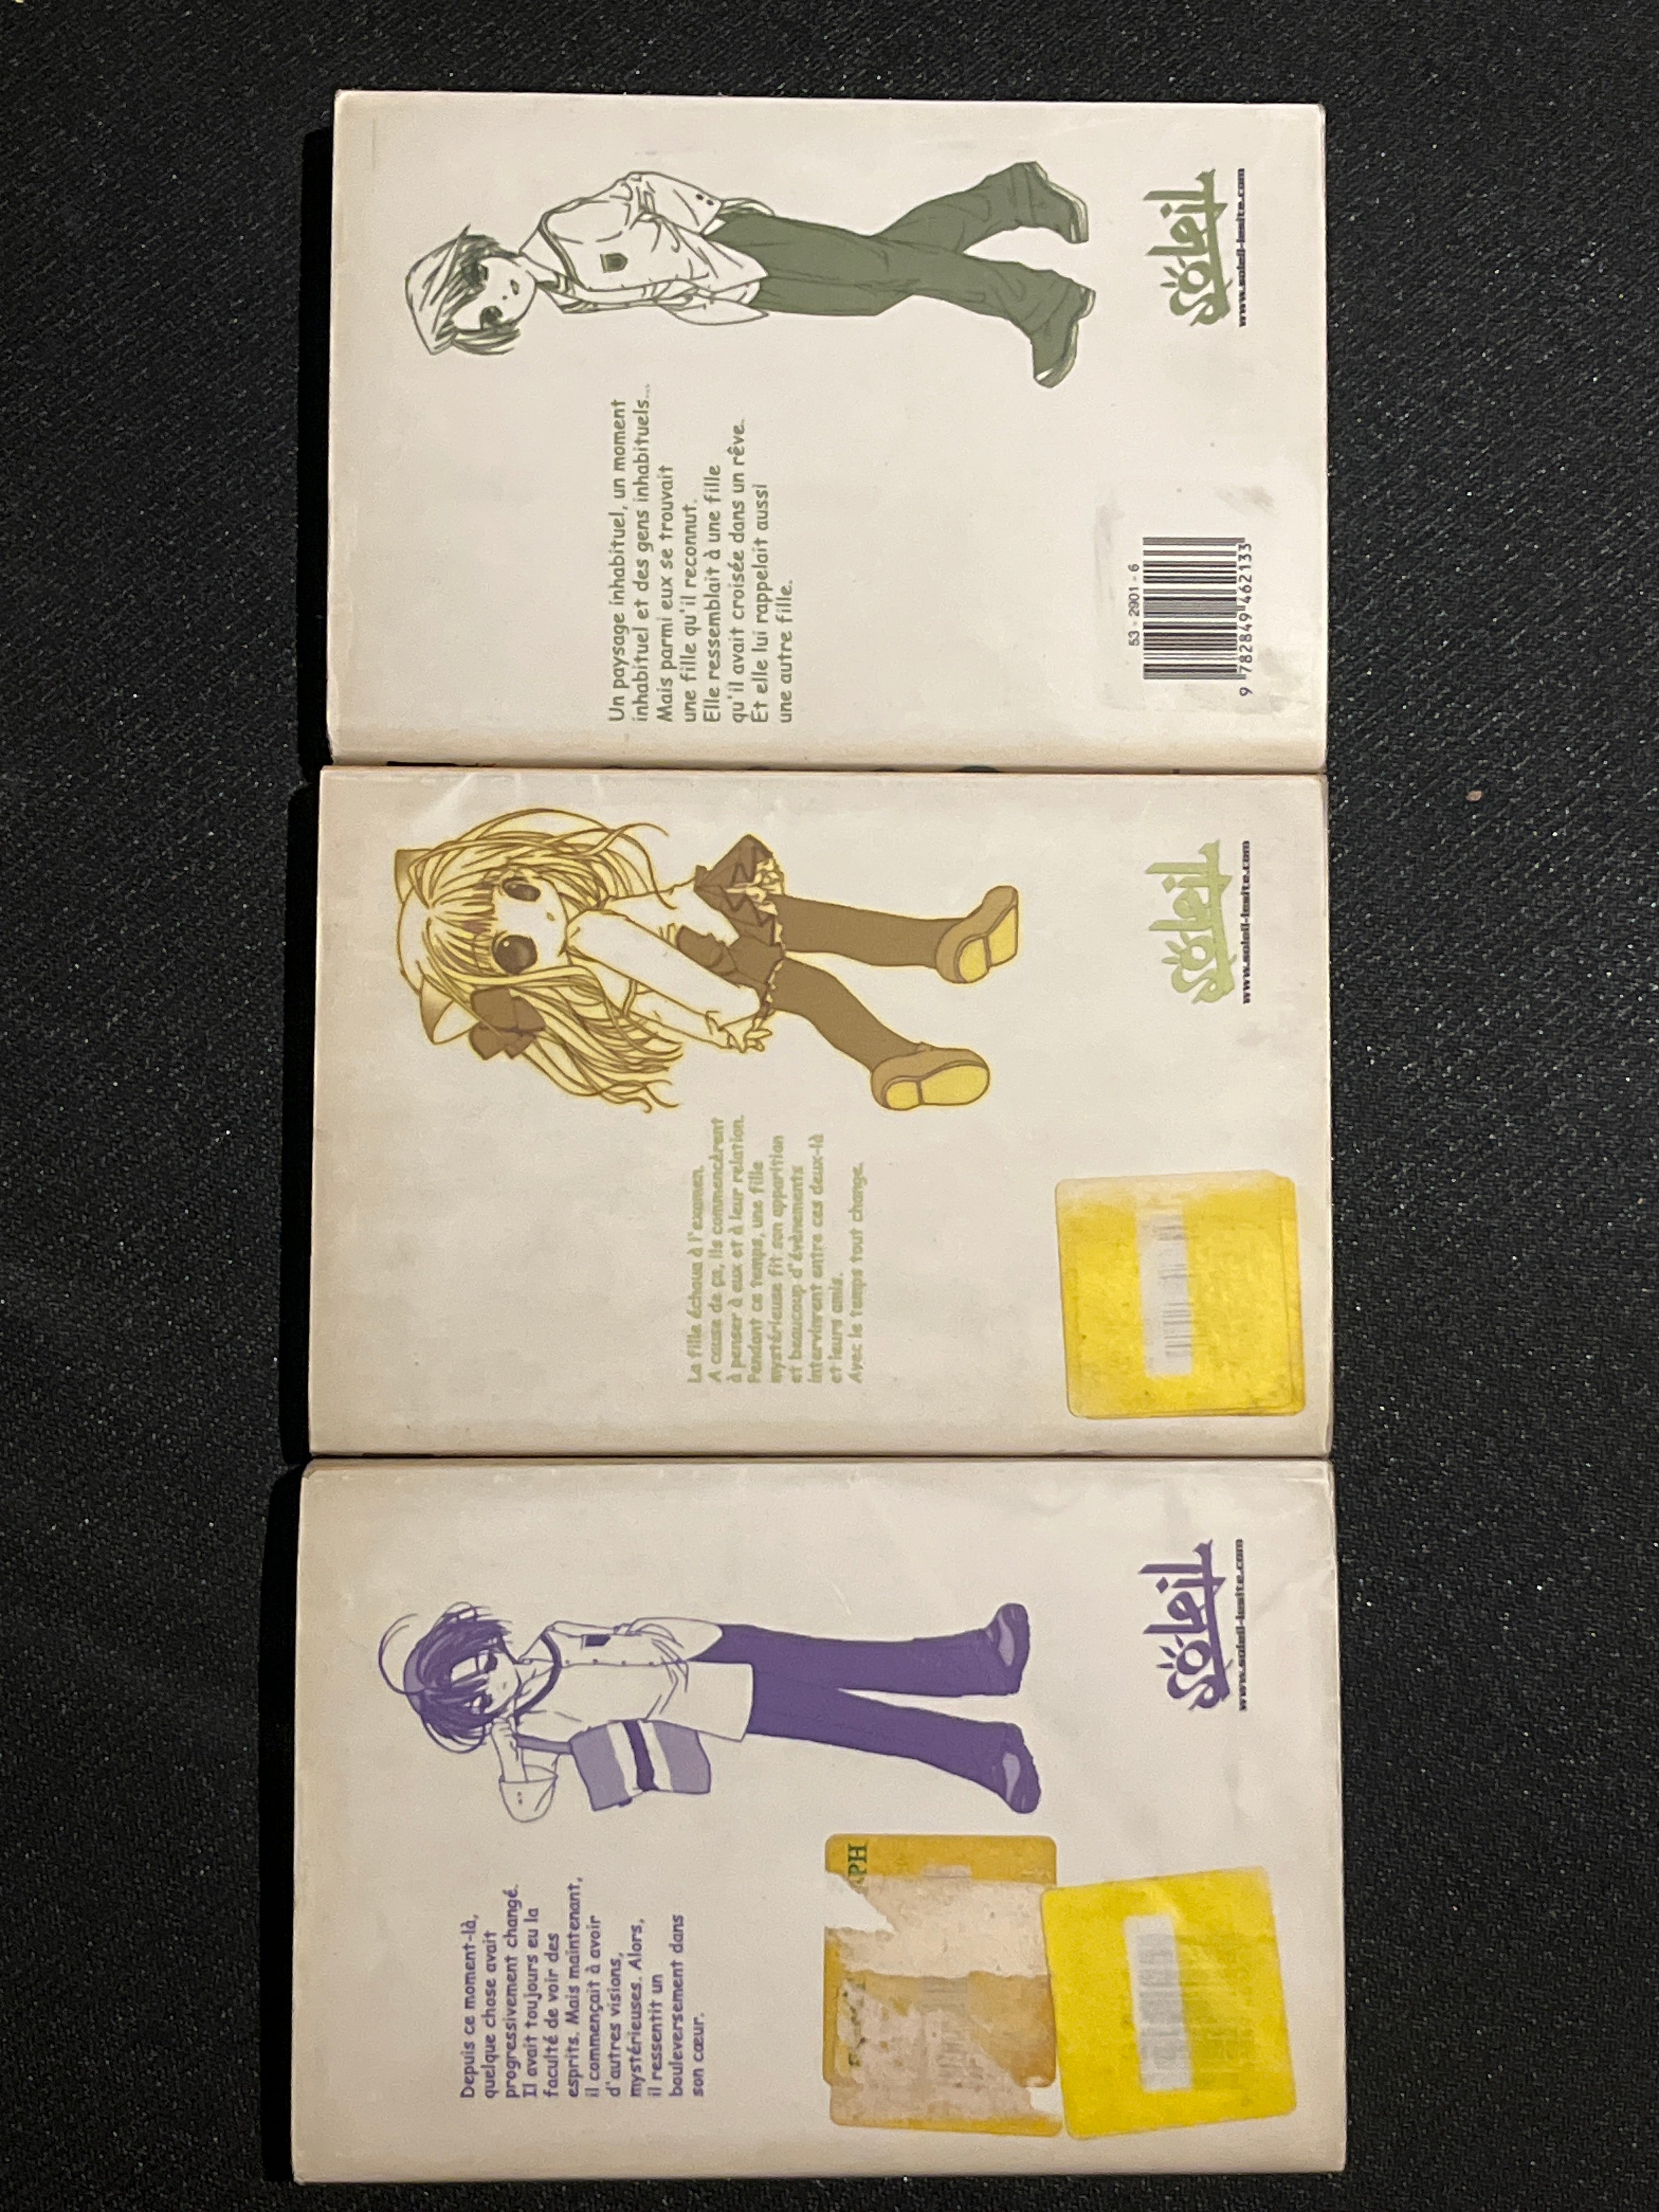 Depuis ce moment-là,
quelque chose avait
progressivement changé.
Il avait toujours eu la
faculté de voir des
esprits. Mais maintenant,
il commençait à avoir
d'autres visions,
mystérieuses. Alors,
il ressentit un
bouleversement dans
son cœur.
PH
soleil
www.soleil-lesite.com
La fille échoua à l'examen.
A cause de ça, ils commencèrent
à penser à eux et à leur relation.
Pendant ce temps, une fille
mystérieuse fit son apparition
et beaucoup d'évènements
intervinrent entre ces deux-là
et leurs amis.
Avec le temps tout change.
soleil
www.soleil-lesite.com
Un paysage inhabituel, un moment
inhabituel et des gens inhabituels...
Mais parmi eux se trouvait
une fille qu'il reconnut.
Elle ressemblait à une fille
qu'il avait croisée dans un rêve.
Et elle lui rappelait aussi
une autre fille.
53 - 2901 - 6
9 782849 462133
soleil
www.soleil-lesite.com